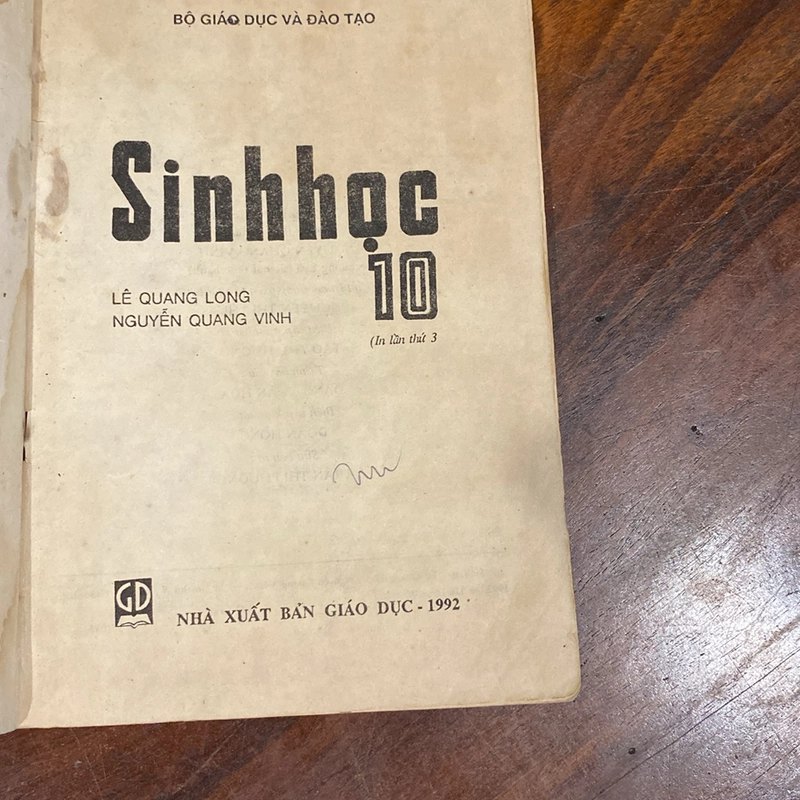 BỘ GIÁO DỤC VÀ ĐÀO TẠO
Sinh học
10
LÊ QUANG LONG
NGUYỄN QUANG VINH
(In lần thứ 3
GD
NHÀ XUẤT BẢN GIÁO DỤC - 1992